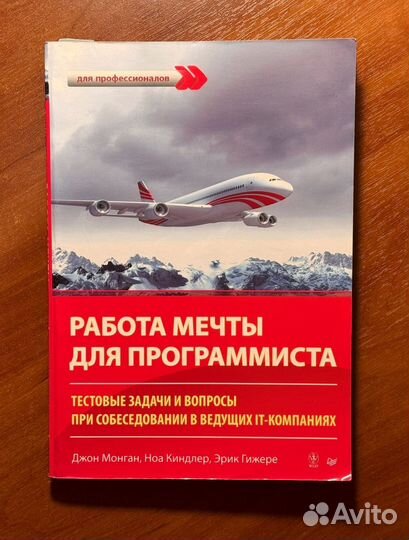 для профессионалов
РАБОТА МЕЧТЫ
ДЛЯ ПРОГРАММИСТА
ТЕСТОВЫЕ ЗАДАЧИ И ВОПРОСЫ
ПРИ СОБЕСЕДОВАНИИ В ВЕДУЩИХ IT-КОМПАНИЯХ
Джон Монган, Ноа Киндлер, Эрик Гижере
WILEY
Avito